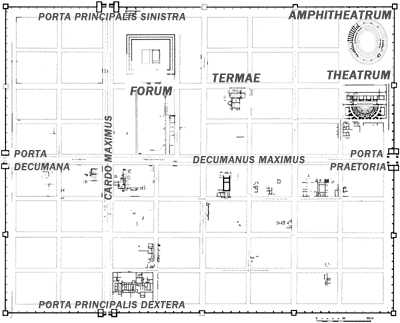 PORTA PRINCIPALIS SINISTRA
AMPHITHEATRUM
TERMAE
THEATRUM
FORUM
CARDO MAXIMUS
PORTA
DECUMANA
DECUMANUS MAXIMUS
PORTA
PRAETORIA
PORTA PRINCIPALIS DEXTERA